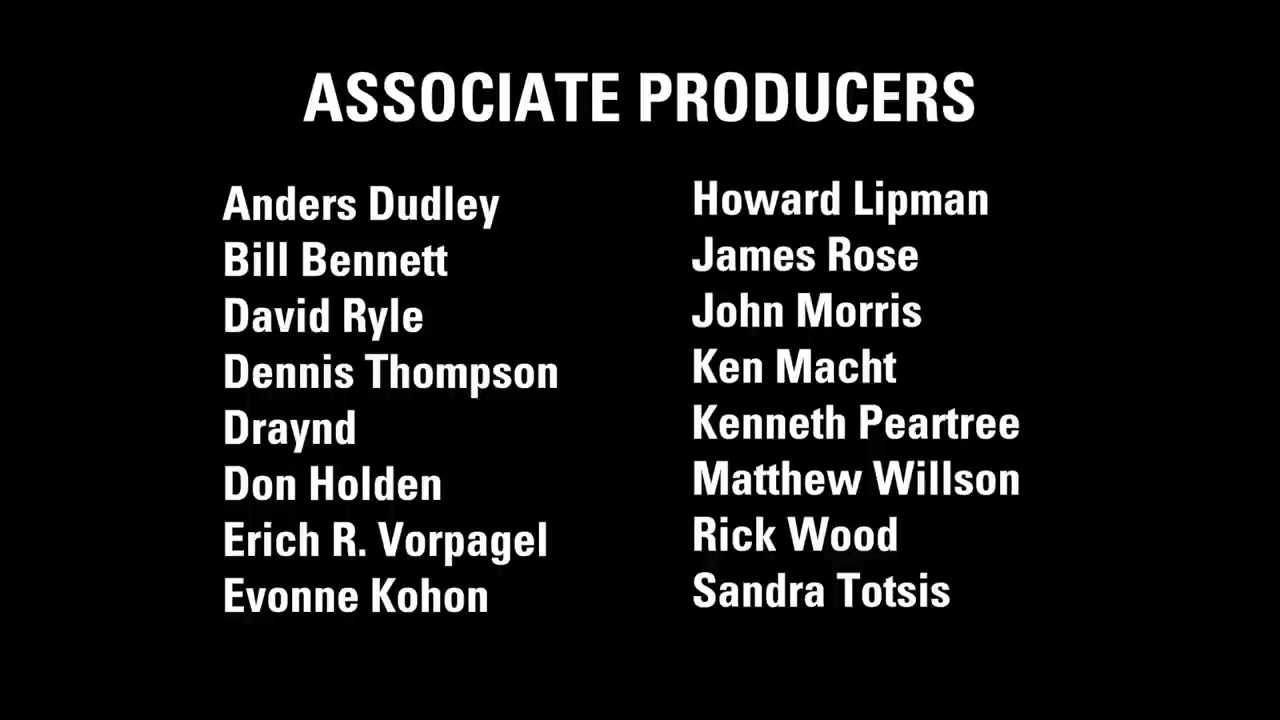 ASSOCIATE PRODUCERS
Anders Dudley
Bill Bennett
David Ryle
Dennis Thompson
Draynd
Don Holden
Erich R. Vorpagel
Evonne Kohon
Howard Lipman
James Rose
John Morris
Ken Macht
Kenneth Peartree
Matthew Willson
Rick Wood
Sandra Totsis